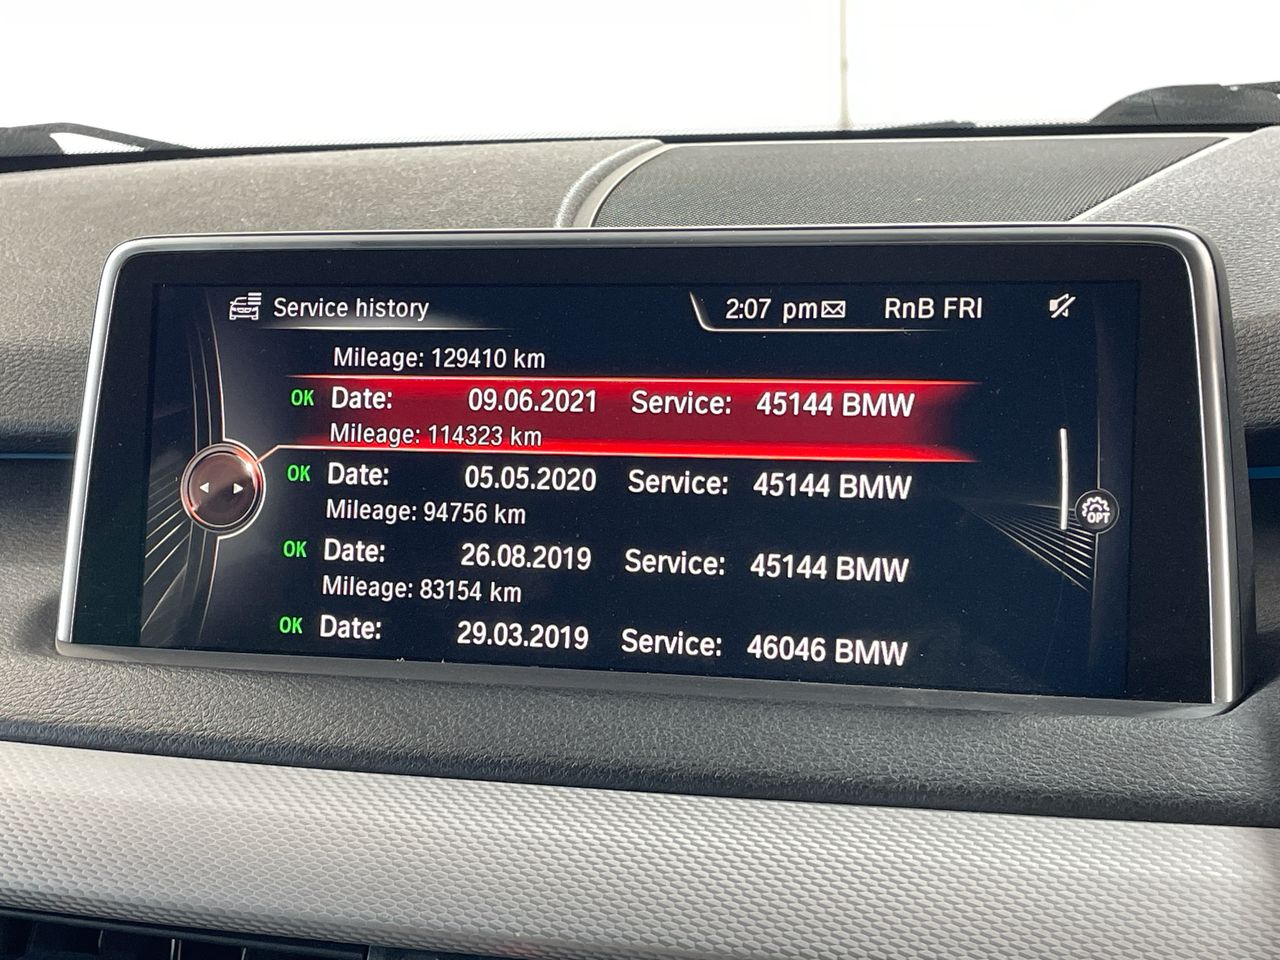 Service history 2:07 pm RnB FRI
Mileage: 129410 km
OK Date: 09.06.2021 Service: 45144 BMW
Mileage: 114323 km
OK Date: 05.05.2020 Service: 45144 BMW
Mileage: 94756 km
OK Date: 26.08.2019 Service: 45144 BMW
Mileage: 83154 km
OK Date: 29.03.2019 Service: 46046 BMW
OPT